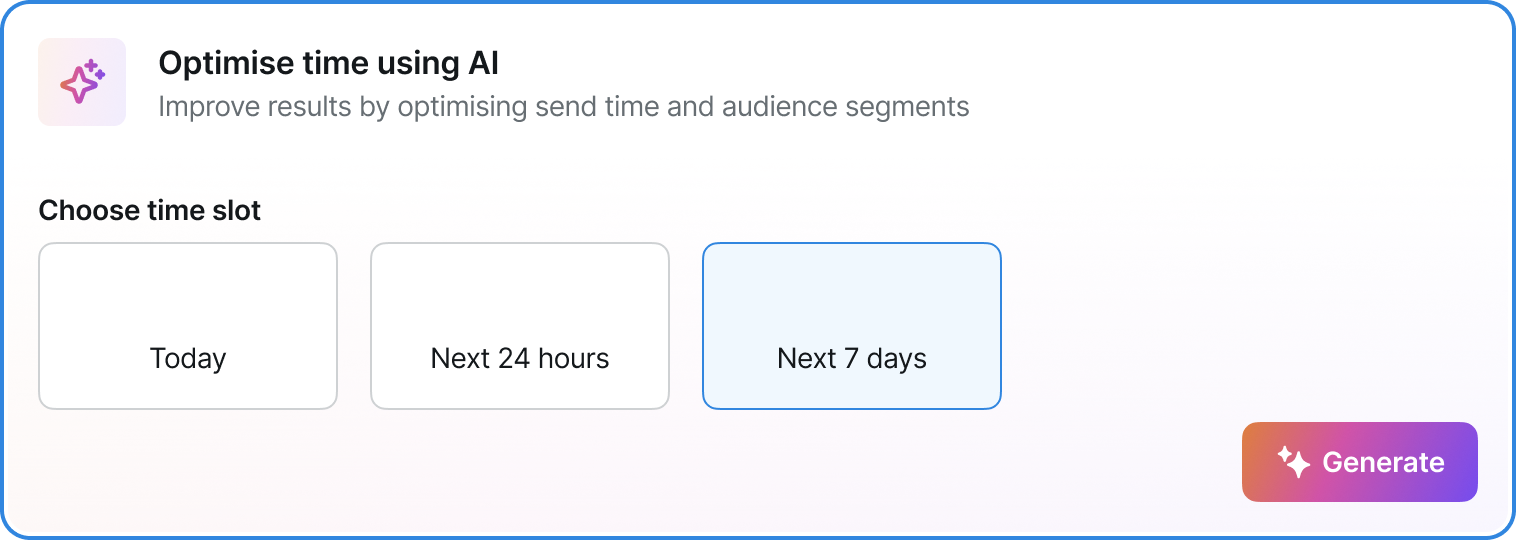 Optimise time using AI
Improve results by optimising send time and audience segments
Choose time slot
Today
Next 24 hours
Next 7 days
Generate